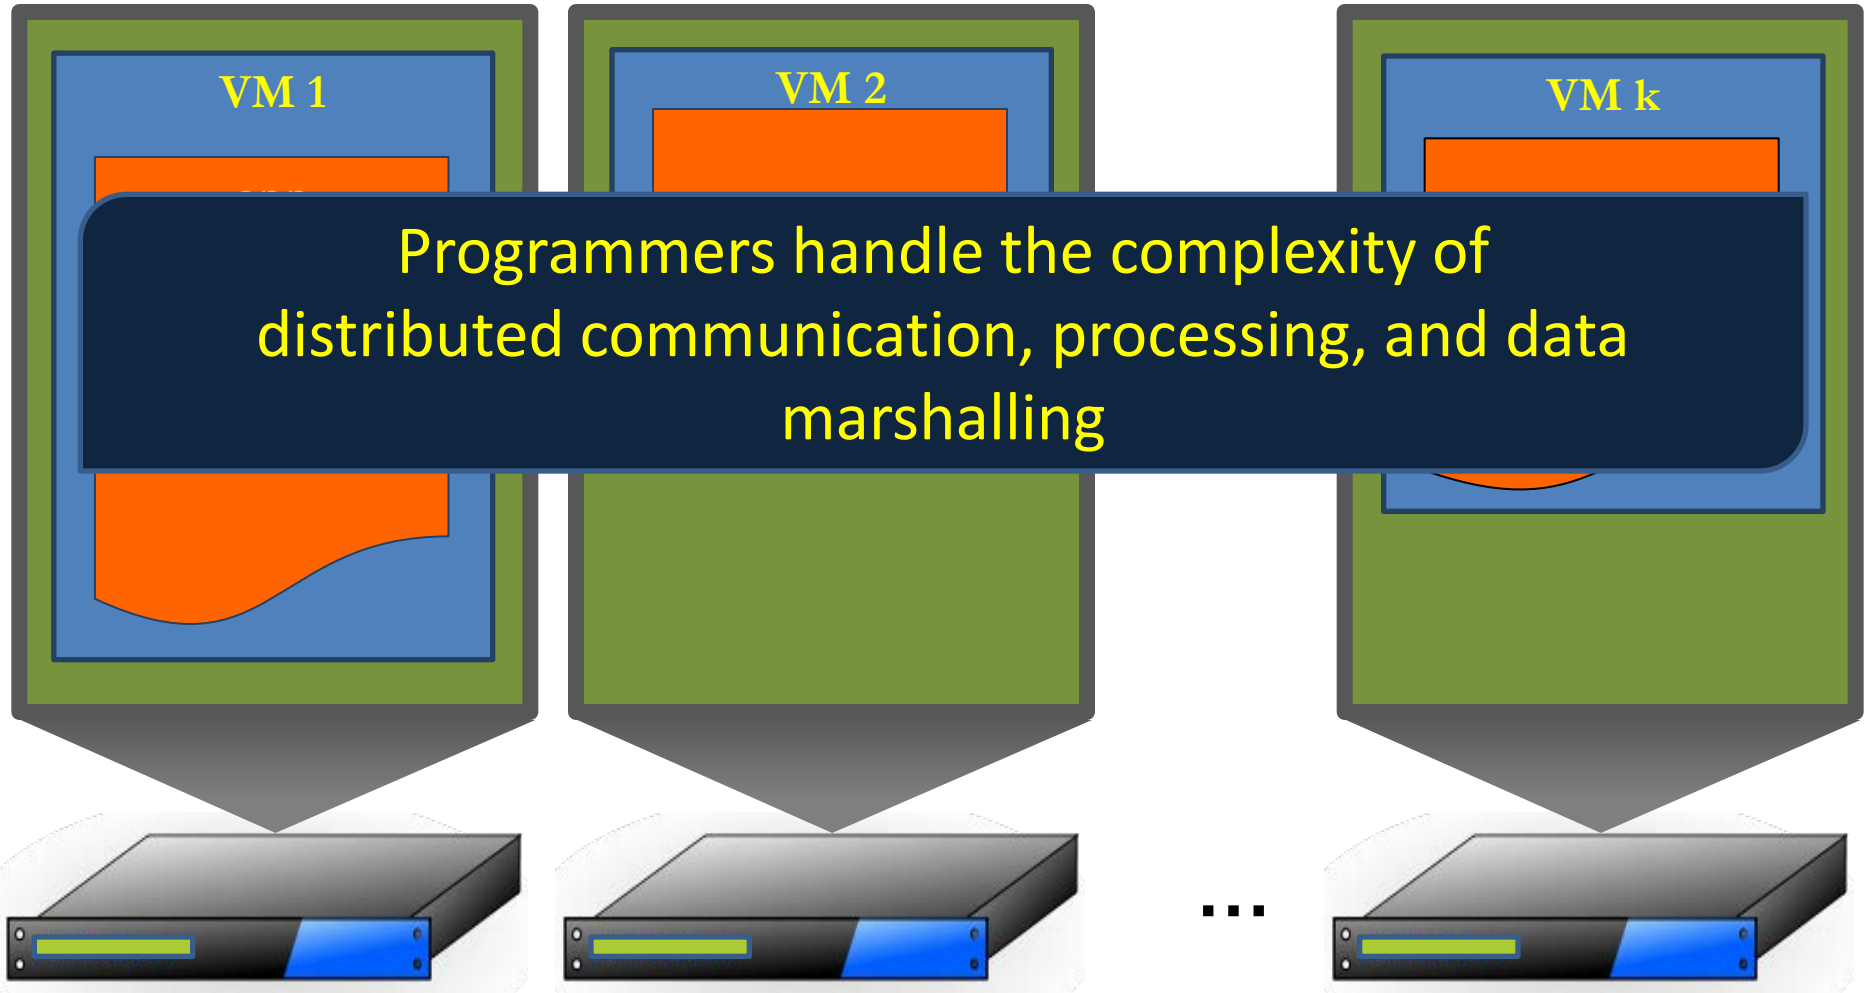 VM 1
VM 2
VM k
Programmers handle the complexity of
distributed communication, processing, and data
marshalling
...